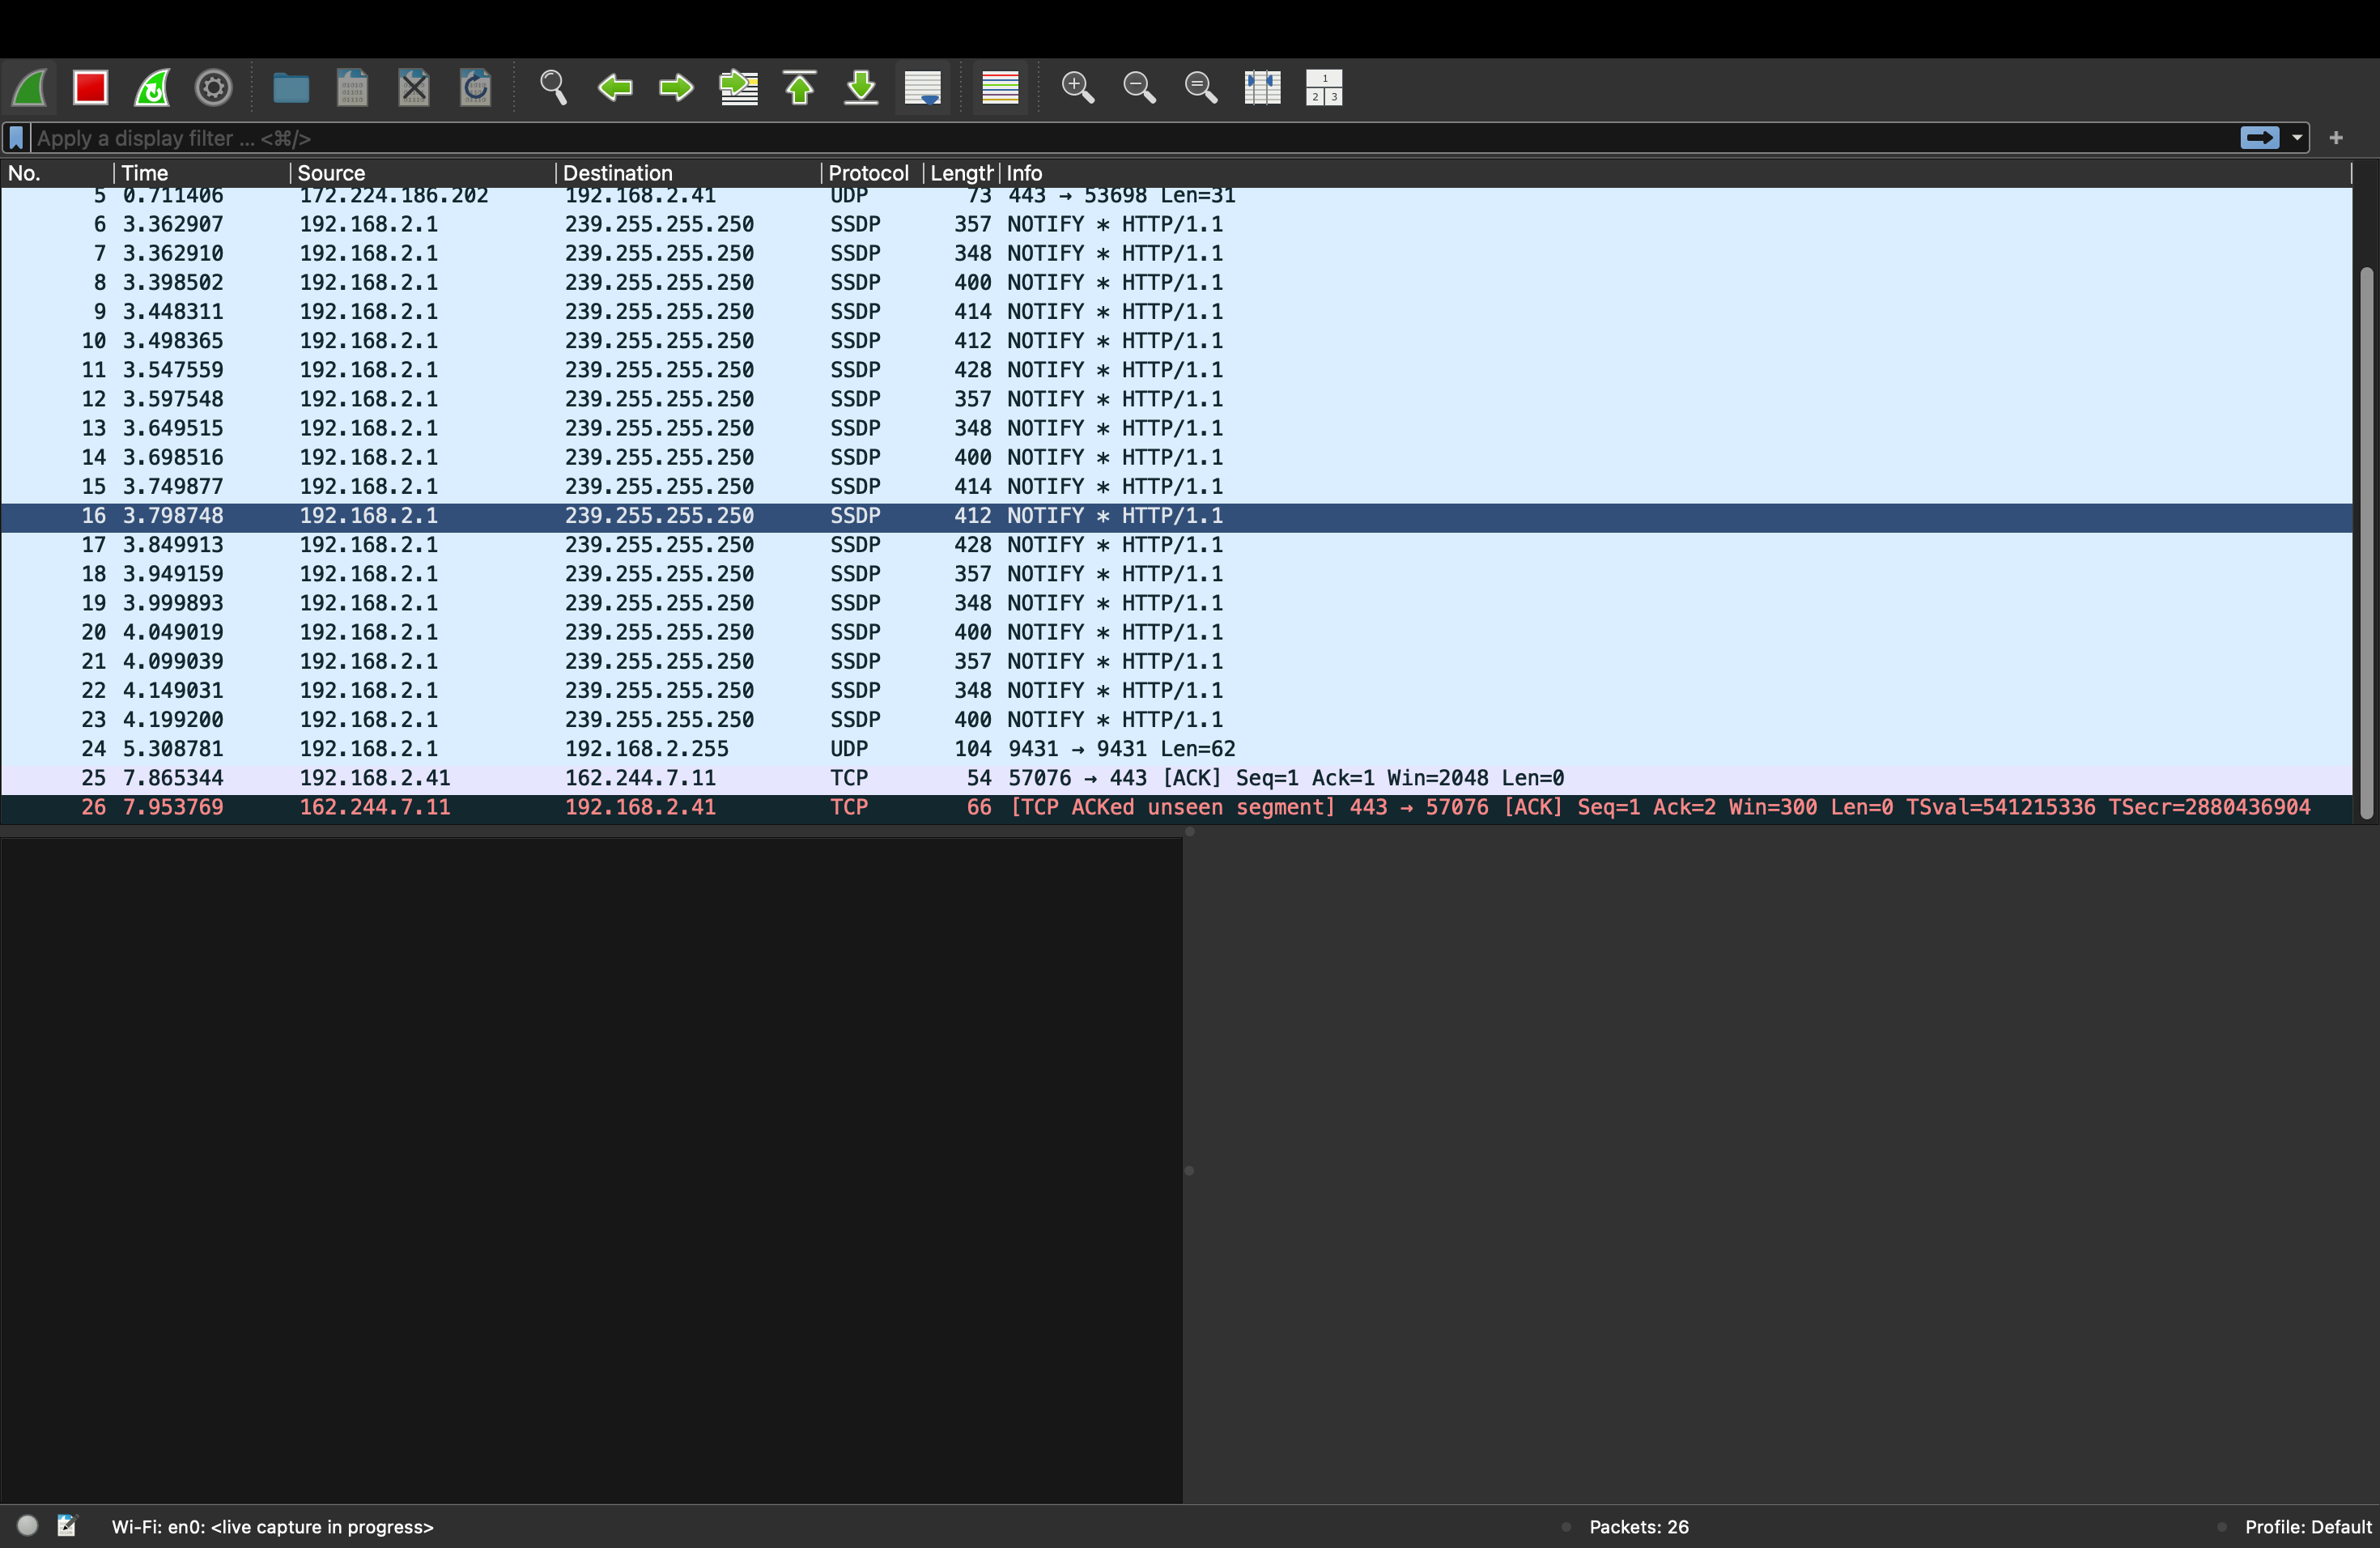 Apply a display filter ... <⌘/>
No. Time Source Destination Protocol Length Info
5 0.711406 172.224.186.202 192.168.2.41 UDP 73 443 → 53698 Len=31
6 3.362907 192.168.2.1 239.255.255.250 SSDP 357 NOTIFY * HTTP/1.1
7 3.362910 192.168.2.1 239.255.255.250 SSDP 348 NOTIFY * HTTP/1.1
8 3.398502 192.168.2.1 239.255.255.250 SSDP 400 NOTIFY * HTTP/1.1
9 3.448311 192.168.2.1 239.255.255.250 SSDP 414 NOTIFY * HTTP/1.1
10 3.498365 192.168.2.1 239.255.255.250 SSDP 412 NOTIFY * HTTP/1.1
11 3.547559 192.168.2.1 239.255.255.250 SSDP 428 NOTIFY * HTTP/1.1
12 3.597548 192.168.2.1 239.255.255.250 SSDP 357 NOTIFY * HTTP/1.1
13 3.649515 192.168.2.1 239.255.255.250 SSDP 348 NOTIFY * HTTP/1.1
14 3.698516 192.168.2.1 239.255.255.250 SSDP 400 NOTIFY * HTTP/1.1
15 3.749877 192.168.2.1 239.255.255.250 SSDP 414 NOTIFY * HTTP/1.1
16 3.798748 192.168.2.1 239.255.255.250 SSDP 412 NOTIFY * HTTP/1.1
17 3.849913 192.168.2.1 239.255.255.250 SSDP 428 NOTIFY * HTTP/1.1
18 3.949159 192.168.2.1 239.255.255.250 SSDP 357 NOTIFY * HTTP/1.1
19 3.999893 192.168.2.1 239.255.255.250 SSDP 348 NOTIFY * HTTP/1.1
20 4.049019 192.168.2.1 239.255.255.250 SSDP 400 NOTIFY * HTTP/1.1
21 4.099039 192.168.2.1 239.255.255.250 SSDP 357 NOTIFY * HTTP/1.1
22 4.149031 192.168.2.1 239.255.255.250 SSDP 348 NOTIFY * HTTP/1.1
23 4.199200 192.168.2.1 239.255.255.250 SSDP 400 NOTIFY * HTTP/1.1
24 5.308781 192.168.2.1 192.168.2.255 UDP 104 9431 → 9431 Len=62
25 7.865344 192.168.2.41 162.244.7.11 TCP 54 57076 → 443 [ACK] Seq=1 Ack=1 Win=2048 Len=0
26 7.953769 162.244.7.11 192.168.2.41 TCP 66 [TCP ACKed unseen segment] 443 → 57076 [ACK] Seq=1 Ack=2 Win=300 Len=0 TSval=541215336 TSecr=2880436904
Wi-Fi: en0: <live capture in progress> Packets: 26 Profile: Default